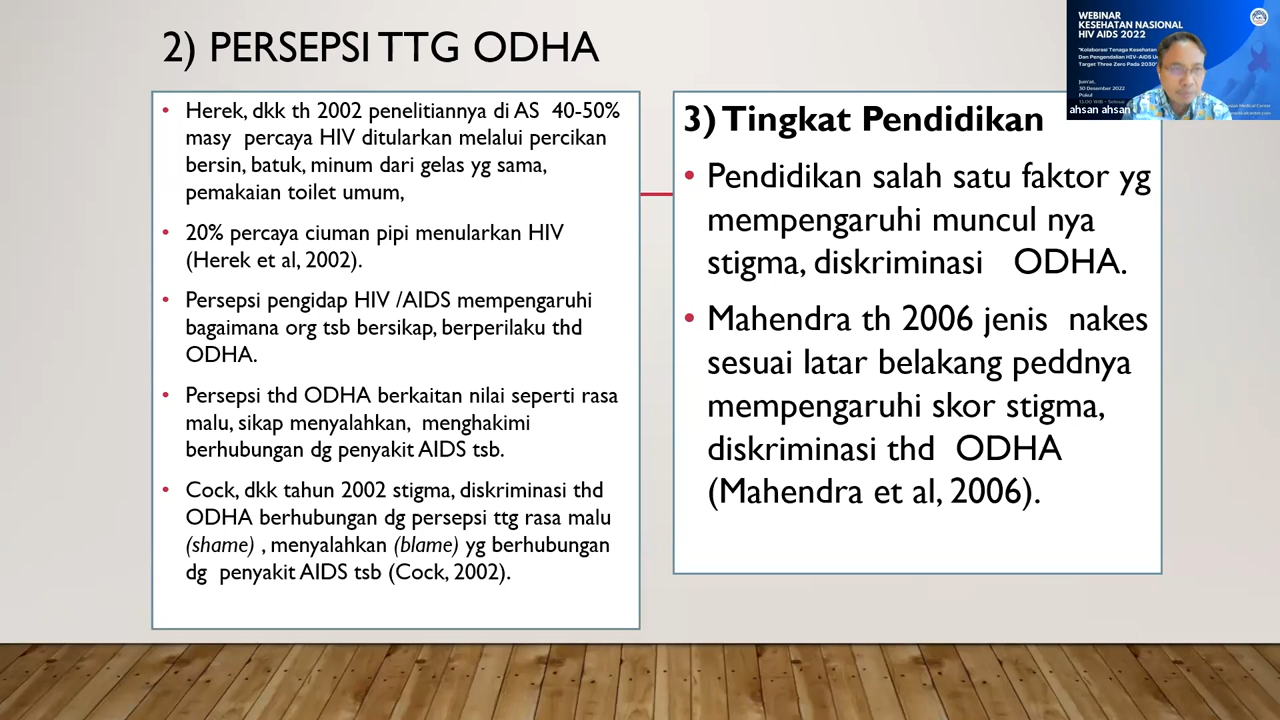 2) PERSEPSI TTG ODHA
• Herek, dkk th 2002 penelitiannya di AS 40-50%
masy percaya HIV ditularkan melalui percikan
bersin, batuk, minum dari gelas yg sama,
pemakaian toilet umum,
• 20% percaya ciuman pipi menularkan HIV
(Herek et al, 2002).
• Persepsi pengidap HIV /AIDS mempengaruhi
bagaimana org tsb bersikap, berperilaku thd
ODHA.
• Persepsi thd ODHA berkaitan nilai seperti rasa
malu, sikap menyalahkan, menghakimi
berhubungan dg penyakit AIDS tsb.
• Cock, dkk tahun 2002 stigma, diskriminasi thd
ODHA berhubungan dg persepsi ttg rasa malu
(shame) , menyalahkan (blame) yg berhubungan
dg penyakit AIDS tsb (Cock, 2002).
3) Tingkat Pendidikan
• Pendidikan salah satu faktor yg
mempengaruhi muncul nya
stigma, diskriminasi ODHA.
• Mahendra th 2006 jenis nakes
sesuai latar belakang peddnya
mempengaruhi skor stigma,
diskriminasi thd ODHA
(Mahendra et al, 2006).
WEBINAR
KESEHATAN NASIONAL
HIV AIDS 2022
"Kolaborasi Tenaga Kesehatan
Dan Pengendalian HIV-AIDS
Target Three Zero Pada 2030"
Jum'at,
30 Desember 2022
Pukul
13.00 WIB - Selesai
ahsan ahsan
Medical Center